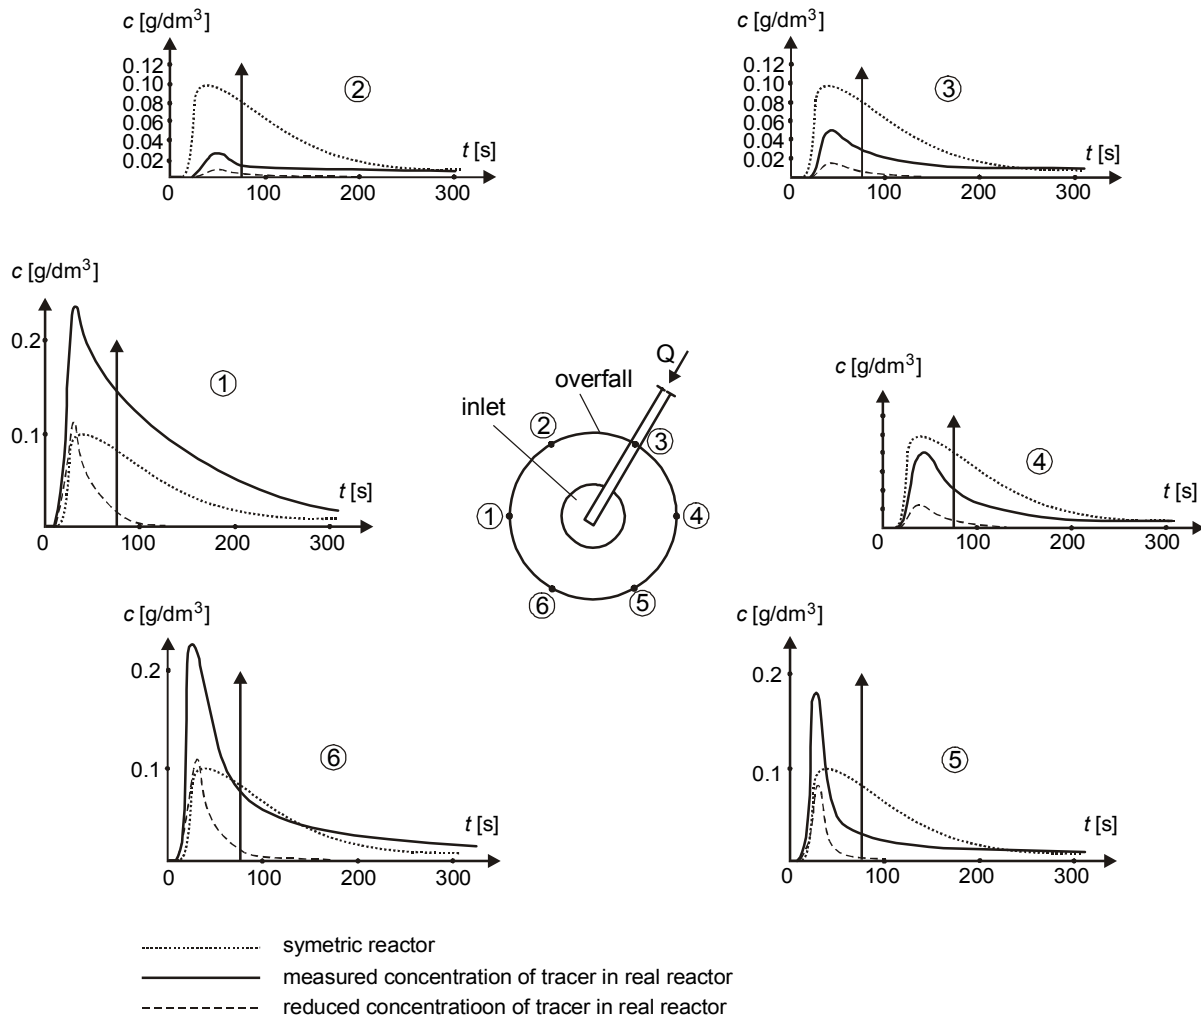 c [g/dm³]
0.12
0.10
0.08
0.06
0.04
0.02
②
t [s]
0 100 200 300
c [g/dm³]
0.12
0.10
0.08
0.06
0.04
0.02
③
t [s]
0 100 200 300
c [g/dm³]
0.2
0.1
①
t [s]
0 100 200 300
Q
overfall
inlet
②
③
①
④
⑥
⑤
c [g/dm³]
④
t [s]
0 100 200 300
c [g/dm³]
0.2
0.1
⑥
t [s]
0 100 200 300
c [g/dm³]
0.2
0.1
⑤
t [s]
0 100 200 300
symetric reactor
measured concentration of tracer in real reactor
reduced concentratioon of tracer in real reactor